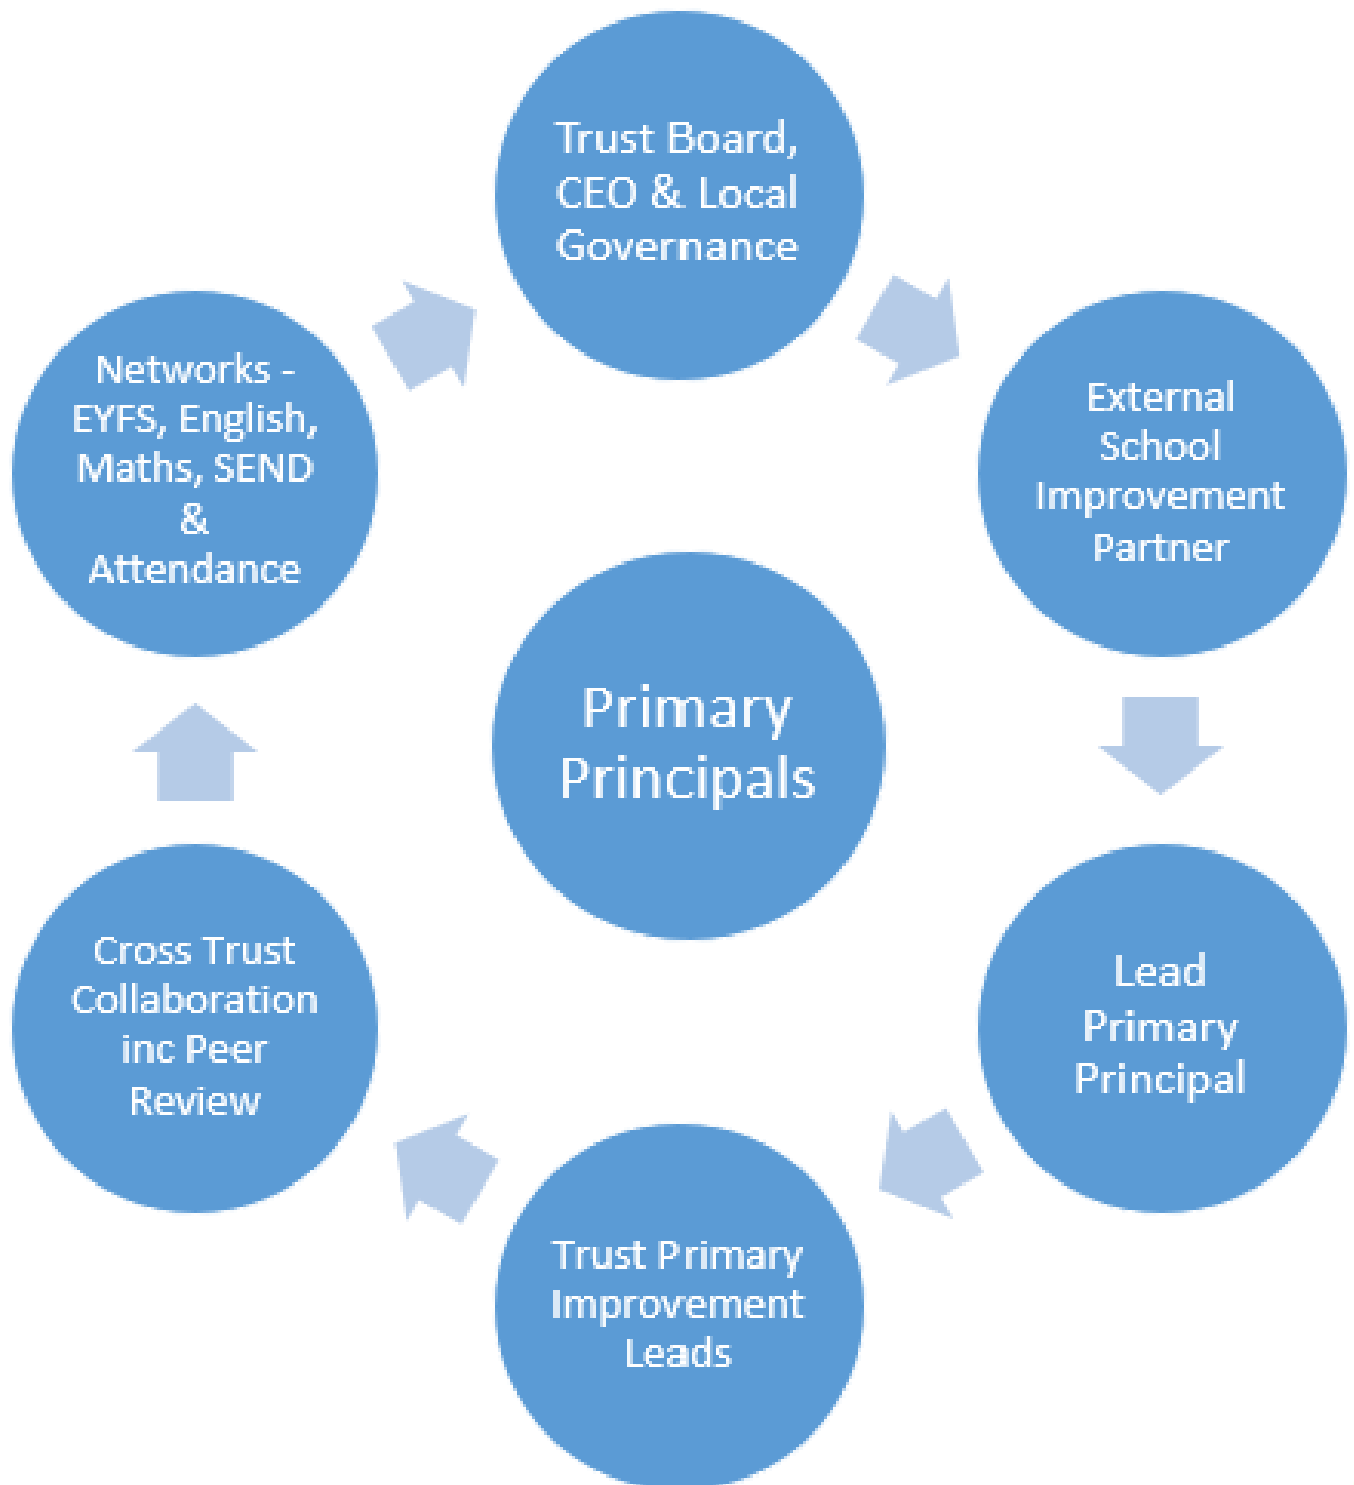 Trust Board,
CEO & Local
Governance
External
School
Improvement
Partner
Lead
Primary
Principal
Trust Primary
Improvement
Leads
Cross Trust
Collaboration
inc Peer
Review
Networks -
EYFS, English,
Maths, SEND
&
Attendance
Primary
Principals